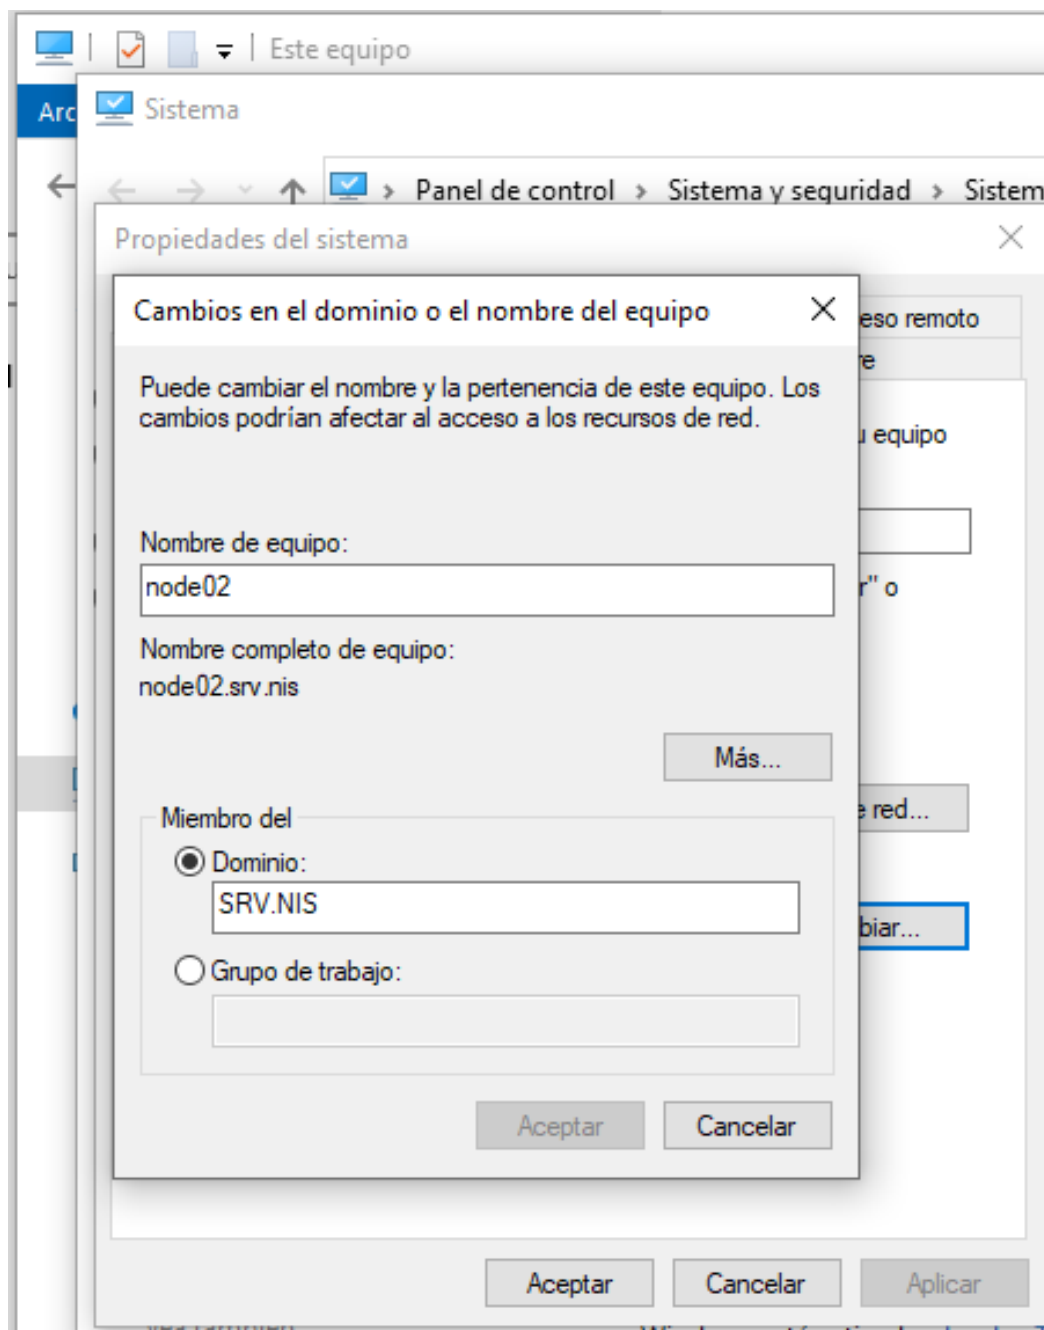 Este equipo
Arc
Sistema
Panel de control > Sistema y seguridad > Sistem
Propiedades del sistema
Cambios en el dominio o el nombre del equipo
eso remoto
re
Puede cambiar el nombre y la pertenencia de este equipo. Los
cambios podrían afectar al acceso a los recursos de red.
u equipo
Nombre de equipo:
node02
r" o
Nombre completo de equipo:
node02.srv.nis
Más...
e red...
Miembro del
Dominio:
SRV.NIS
biar...
Grupo de trabajo:
Aceptar Cancelar
Aceptar Cancelar Aplicar